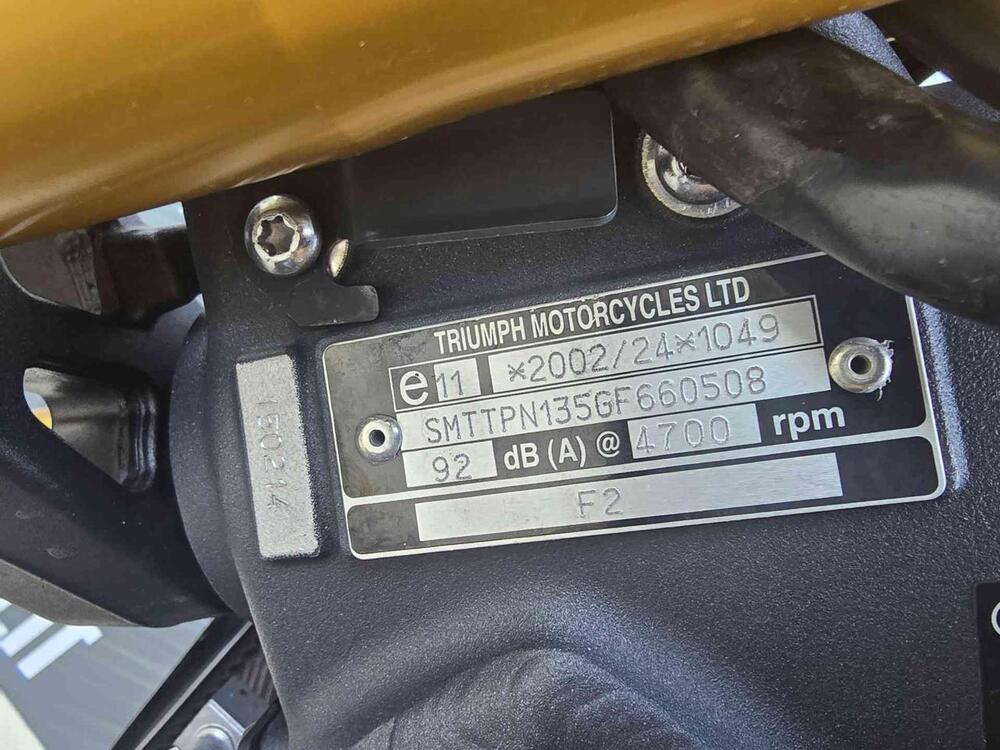 TRIUMPH MOTORCYCLES LTD
e11 *2002/24*1049
SMTTPN135GF660508
92 dB (A) @ 4700 rpm
F2
150214